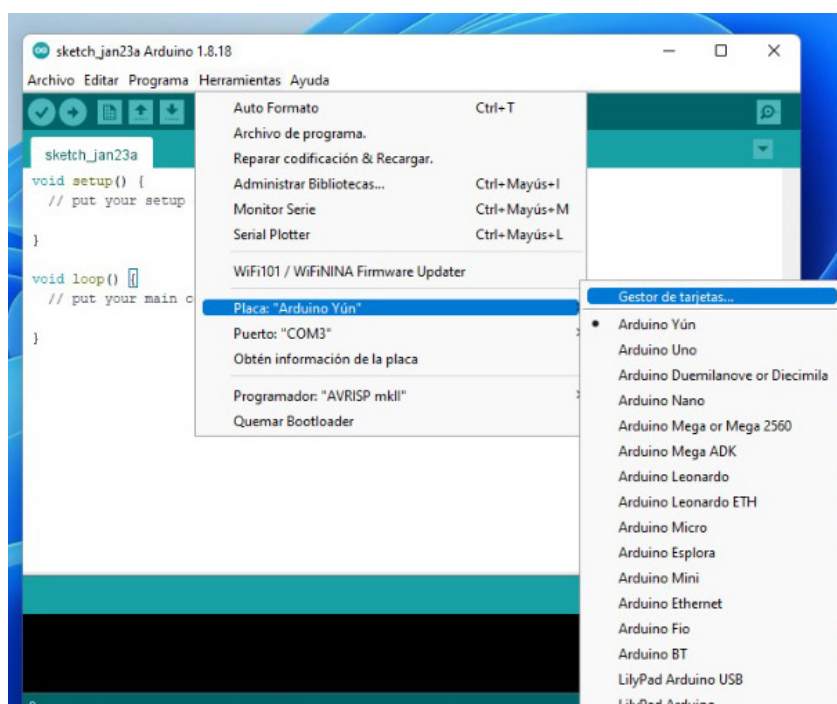 sketch_jan23a Arduino 1.8.18
Archivo Editar Programa Herramientas Ayuda
sketch_jan23a
void setup() {
// put your setup
}
void loop() {
// put your main c
}
Auto Formato Ctrl+T
Archivo de programa.
Reparar codificación & Recargar.
Administrar Bibliotecas... Ctrl+Mayús+I
Monitor Serie Ctrl+Mayús+M
Serial Plotter Ctrl+Mayús+L
WiFi101 / WiFiNINA Firmware Updater
Placa: "Arduino Yún"
Puerto: "COM3"
Obtén información de la placa
Programador: "AVRISP mkII"
Quemar Bootloader
Gestor de tarjetas...
Arduino Yún
Arduino Uno
Arduino Duemilanove or Diecimila
Arduino Nano
Arduino Mega or Mega 2560
Arduino Mega ADK
Arduino Leonardo
Arduino Leonardo ETH
Arduino Micro
Arduino Esplora
Arduino Mini
Arduino Ethernet
Arduino Fio
Arduino BT
LilyPad Arduino USB
LilyPad Arduino